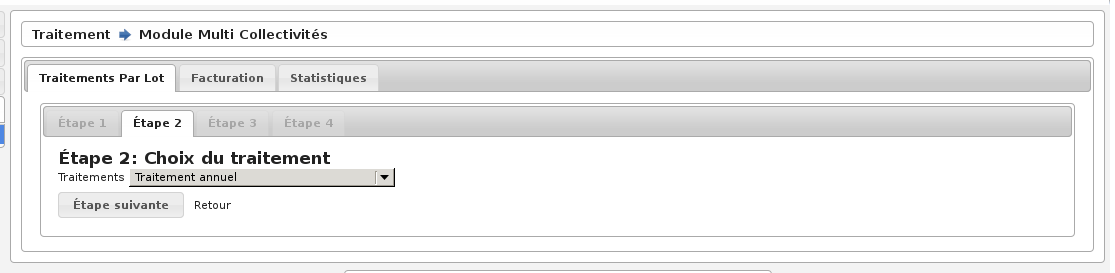 Traitement Module Multi Collectivités
Traitements Par Lot Facturation Statistiques
Étape 1 Étape 2 Étape 3 Étape 4
Étape 2: Choix du traitement
Traitements Traitement annuel
Étape suivante Retour